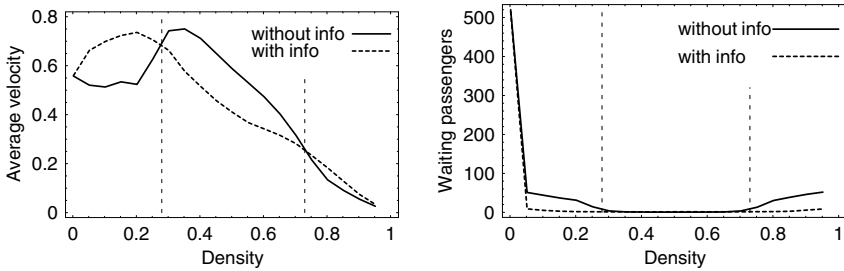 0.8
0.6
0.4
0.2
0
Average velocity
without info
with info
0 0.2 0.4 0.6 0.8 1
Density
500
400
300
200
100
0
Waiting passengers
without info
with info
0 0.2 0.4 0.6 0.8 1
Density